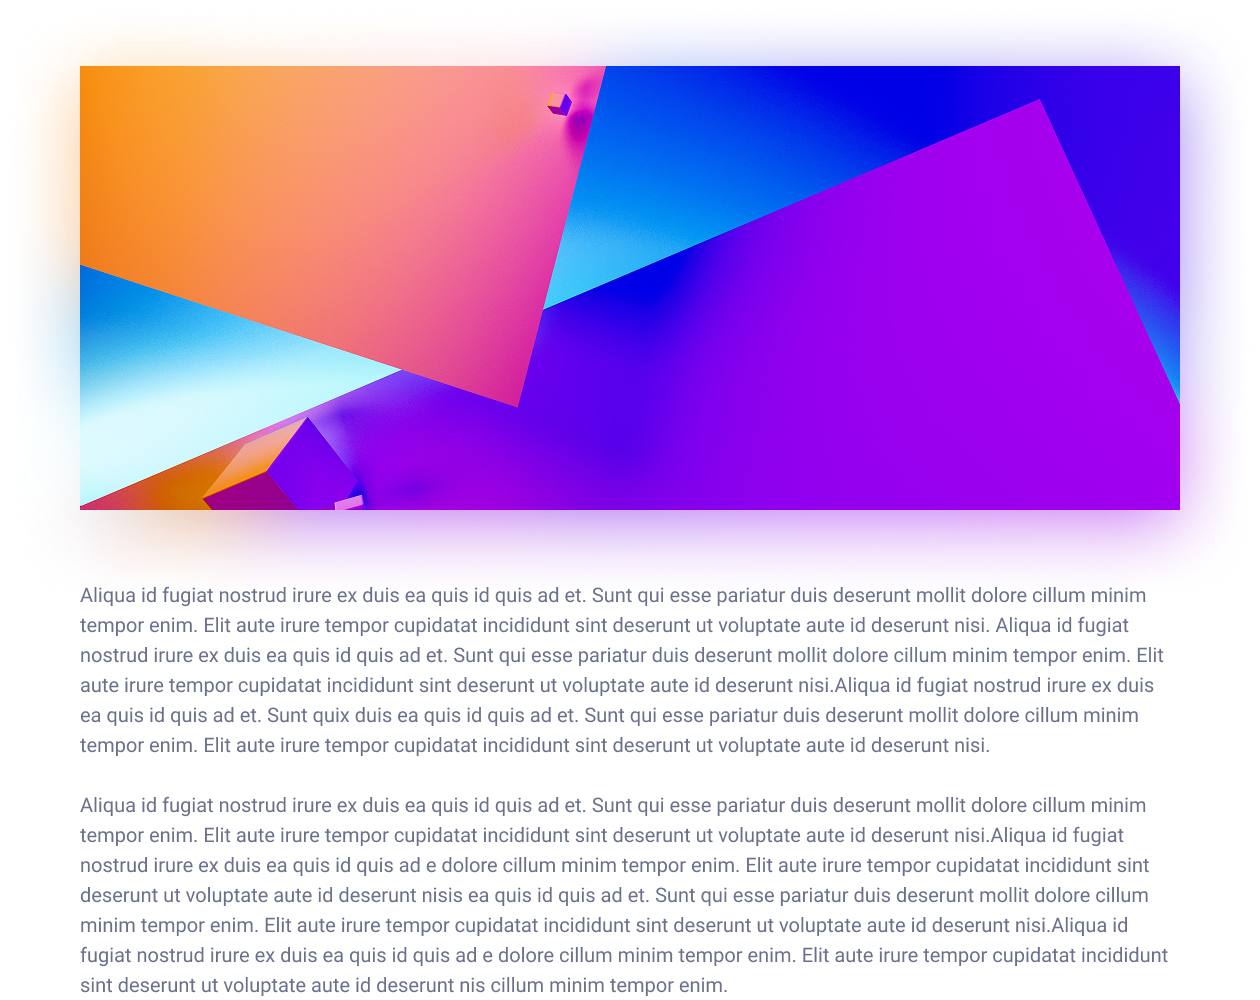 Aliqua id fugiat nostrud irure ex duis ea quis id quis ad et. Sunt qui esse pariatur duis deserunt mollit dolore cillum minim
tempor enim. Elit aute irure tempor cupidatat incididunt sint deserunt ut voluptate aute id deserunt nisi. Aliqua id fugiat
nostrud irure ex duis ea quis id quis ad et. Sunt qui esse pariatur duis deserunt mollit dolore cillum minim tempor enim. Elit
aute irure tempor cupidatat incididunt sint deserunt ut voluptate aute id deserunt nisi.Aliqua id fugiat nostrud irure ex duis
ea quis id quis ad et. Sunt quix duis ea quis id quis ad et. Sunt qui esse pariatur duis deserunt mollit dolore cillum minim
tempor enim. Elit aute irure tempor cupidatat incididunt sint deserunt ut voluptate aute id deserunt nisi.
Aliqua id fugiat nostrud irure ex duis ea quis id quis ad et. Sunt qui esse pariatur duis deserunt mollit dolore cillum minim
tempor enim. Elit aute irure tempor cupidatat incididunt sint deserunt ut voluptate aute id deserunt nisi.Aliqua id fugiat
nostrud irure ex duis ea quis id quis ad e dolore cillum minim tempor enim. Elit aute irure tempor cupidatat incididunt sint
deserunt ut voluptate aute id deserunt nisis ea quis id quis ad et. Sunt qui esse pariatur duis deserunt mollit dolore cillum
minim tempor enim. Elit aute irure tempor cupidatat incididunt sint deserunt ut voluptate aute id deserunt nisi.Aliqua id
fugiat nostrud irure ex duis ea quis id quis ad e dolore cillum minim tempor enim. Elit aute irure tempor cupidatat incididunt
sint deserunt ut voluptate aute id deserunt nis cillum minim tempor enim.